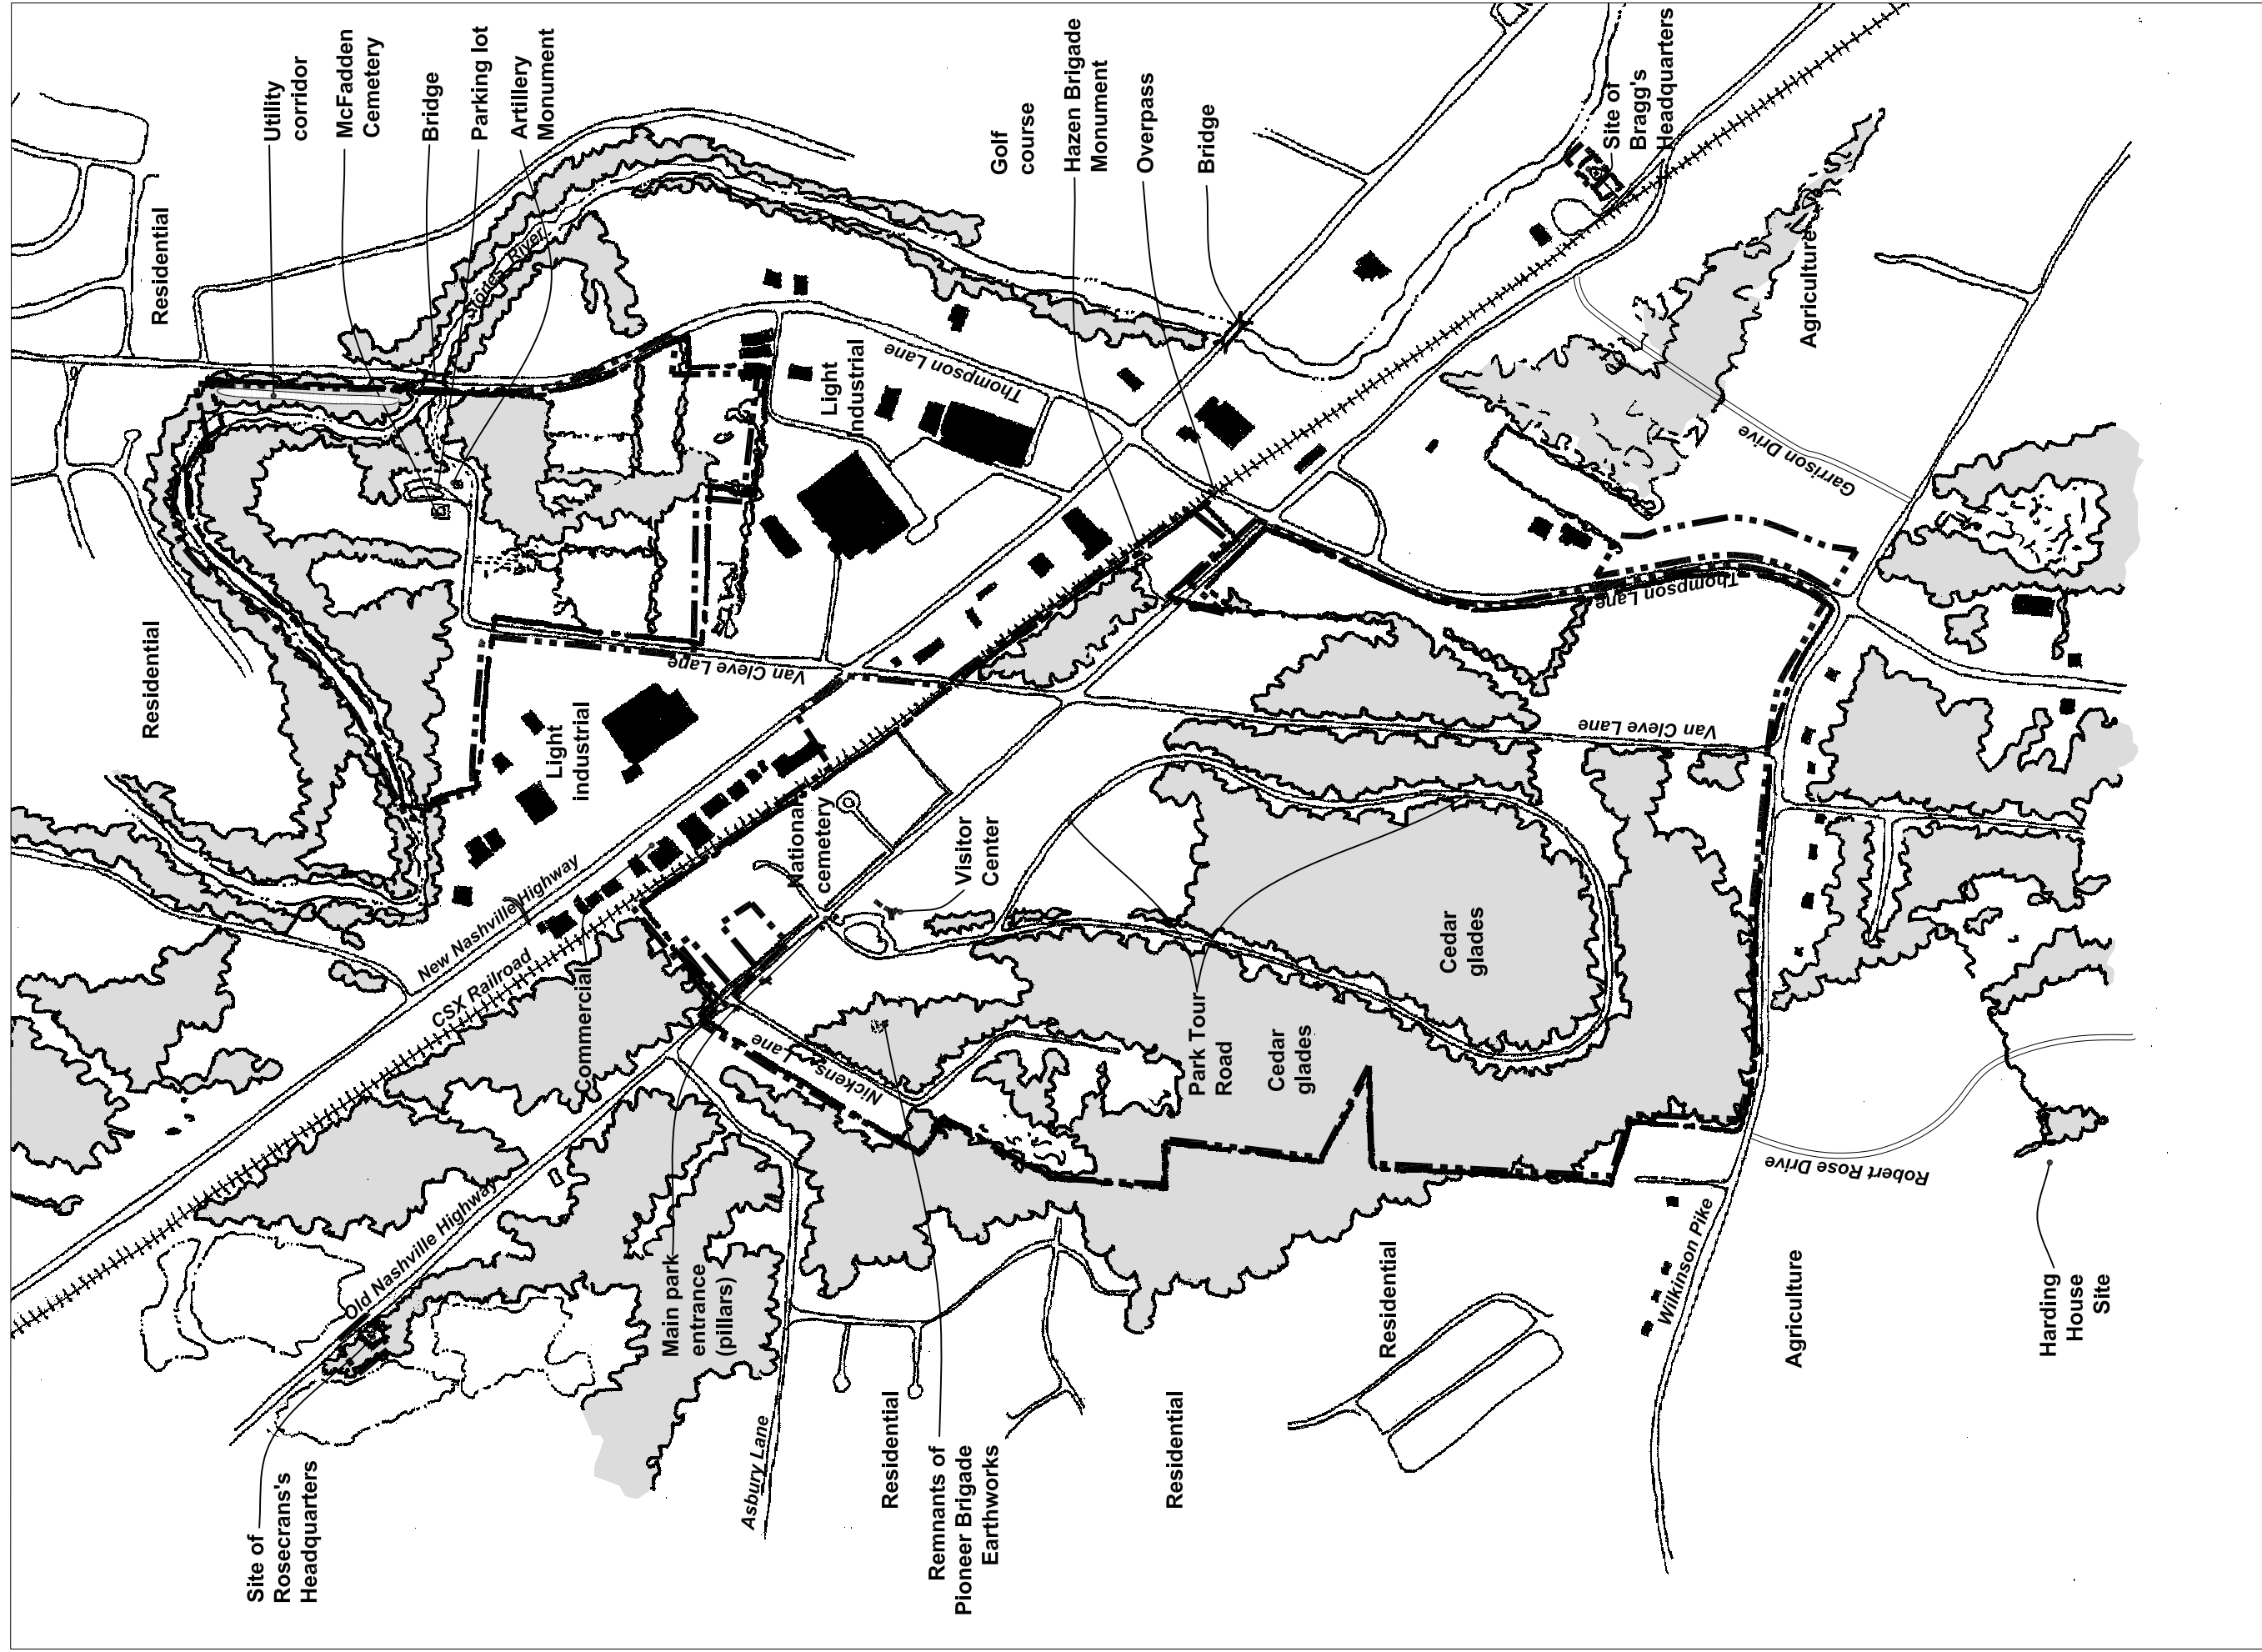 Utility
corridor
McFadden
Cemetery
Bridge
Parking lot
Artillery
Monument
Golf
course
Hazen Brigade
Monument
Overpass
Bridge
Site of
Bragg's
Headquarters
Residential
Stones River
Agriculture
Light
Industrial
Thompson Lane
Garrison Drive
Thompson Lane
Residential
Van Cleve Lane
Van Cleve Lane
Light
industrial
National
cemetery
Visitor
Center
New Nashville Highway
CSX Railroad
Commercial
Cedar
glades
Nickens Lane
Park Tour
Road
Cedar
glades
Robert Rose Drive
Old Nashville Highway
Main park
entrance
(pillars)
Wilkinson Pike
Residential
Agriculture
Harding
House
Site
Asbury Lane
Residential
Residential
Site of
Rosecrans's
Headquarters
Remnants of
Pioneer Brigade
Earthworks